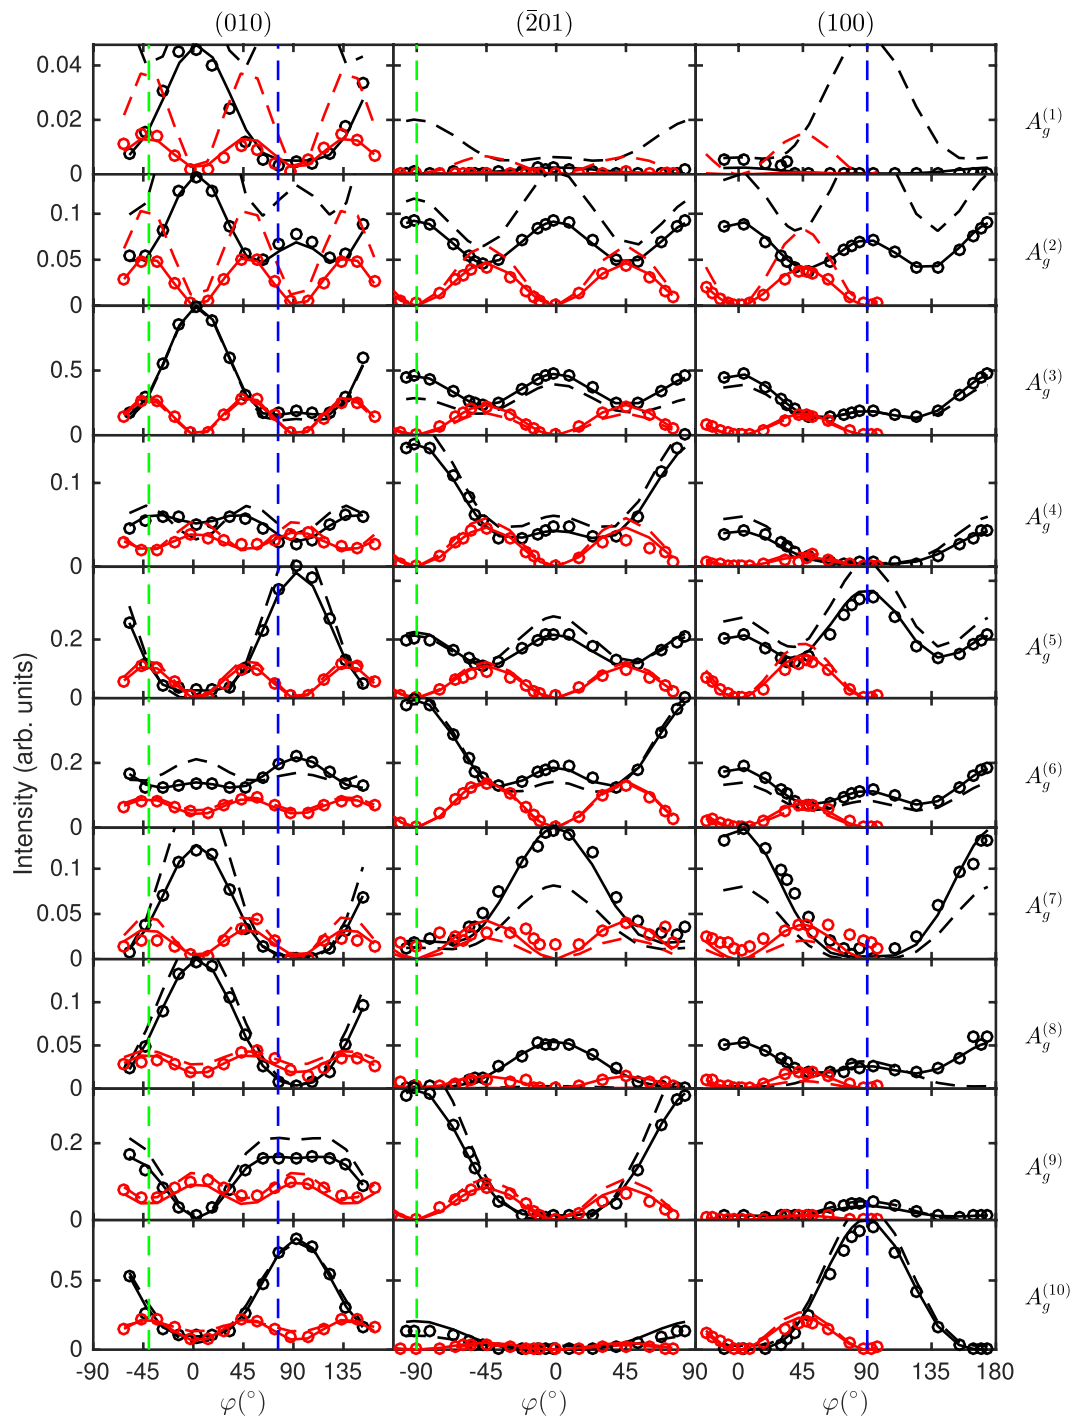 (010) (2̄01) (100)
0.04
0.02
0
A_g^(1)
0.1
0.05
0
A_g^(2)
0.5
0
A_g^(3)
0.1
0
A_g^(4)
0.2
0
A_g^(5)
0.2
0
A_g^(6)
0.1
0.05
0
A_g^(7)
0.1
0.05
0
A_g^(8)
0.2
0
A_g^(9)
0.5
0
A_g^(10)
Intensity (arb. units)
-90 -45 0 45 90 135 -90 -45 0 45 90 0 45 90 135 180
φ(°) φ(°) φ(°)